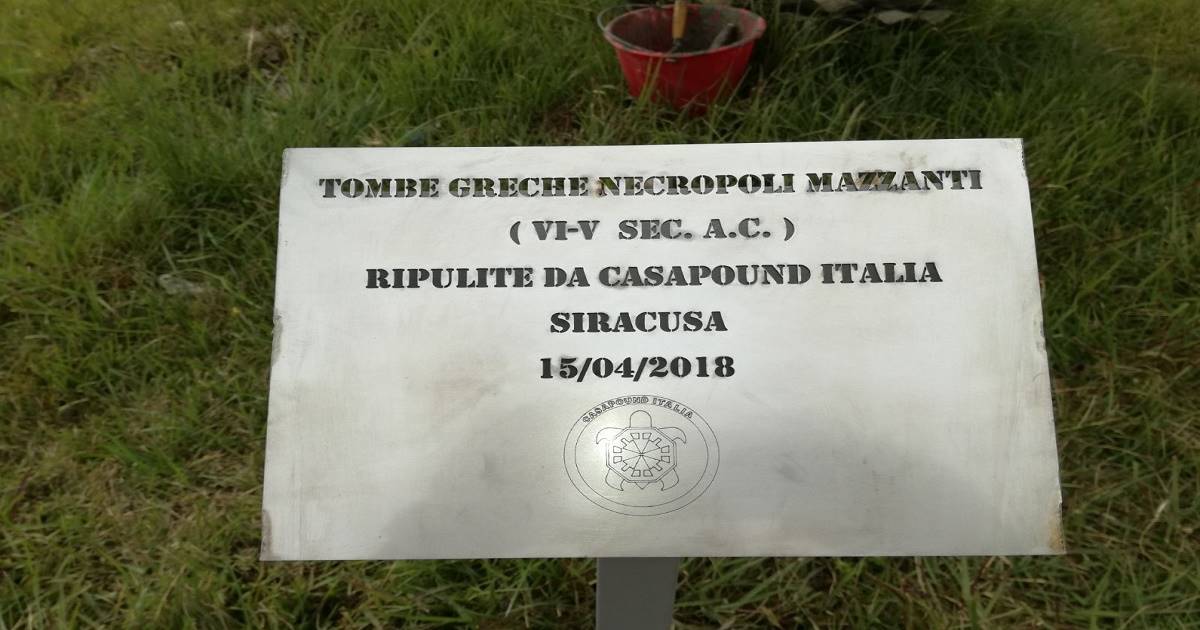 TOMBE GRECHE NECROPOLI MAZZANTI
( VI-V SEC. A.C. )
RIPULITE DA CASAPOUND ITALIA
SIRACUSA
15/04/2018
CASAPOUND ITALIA